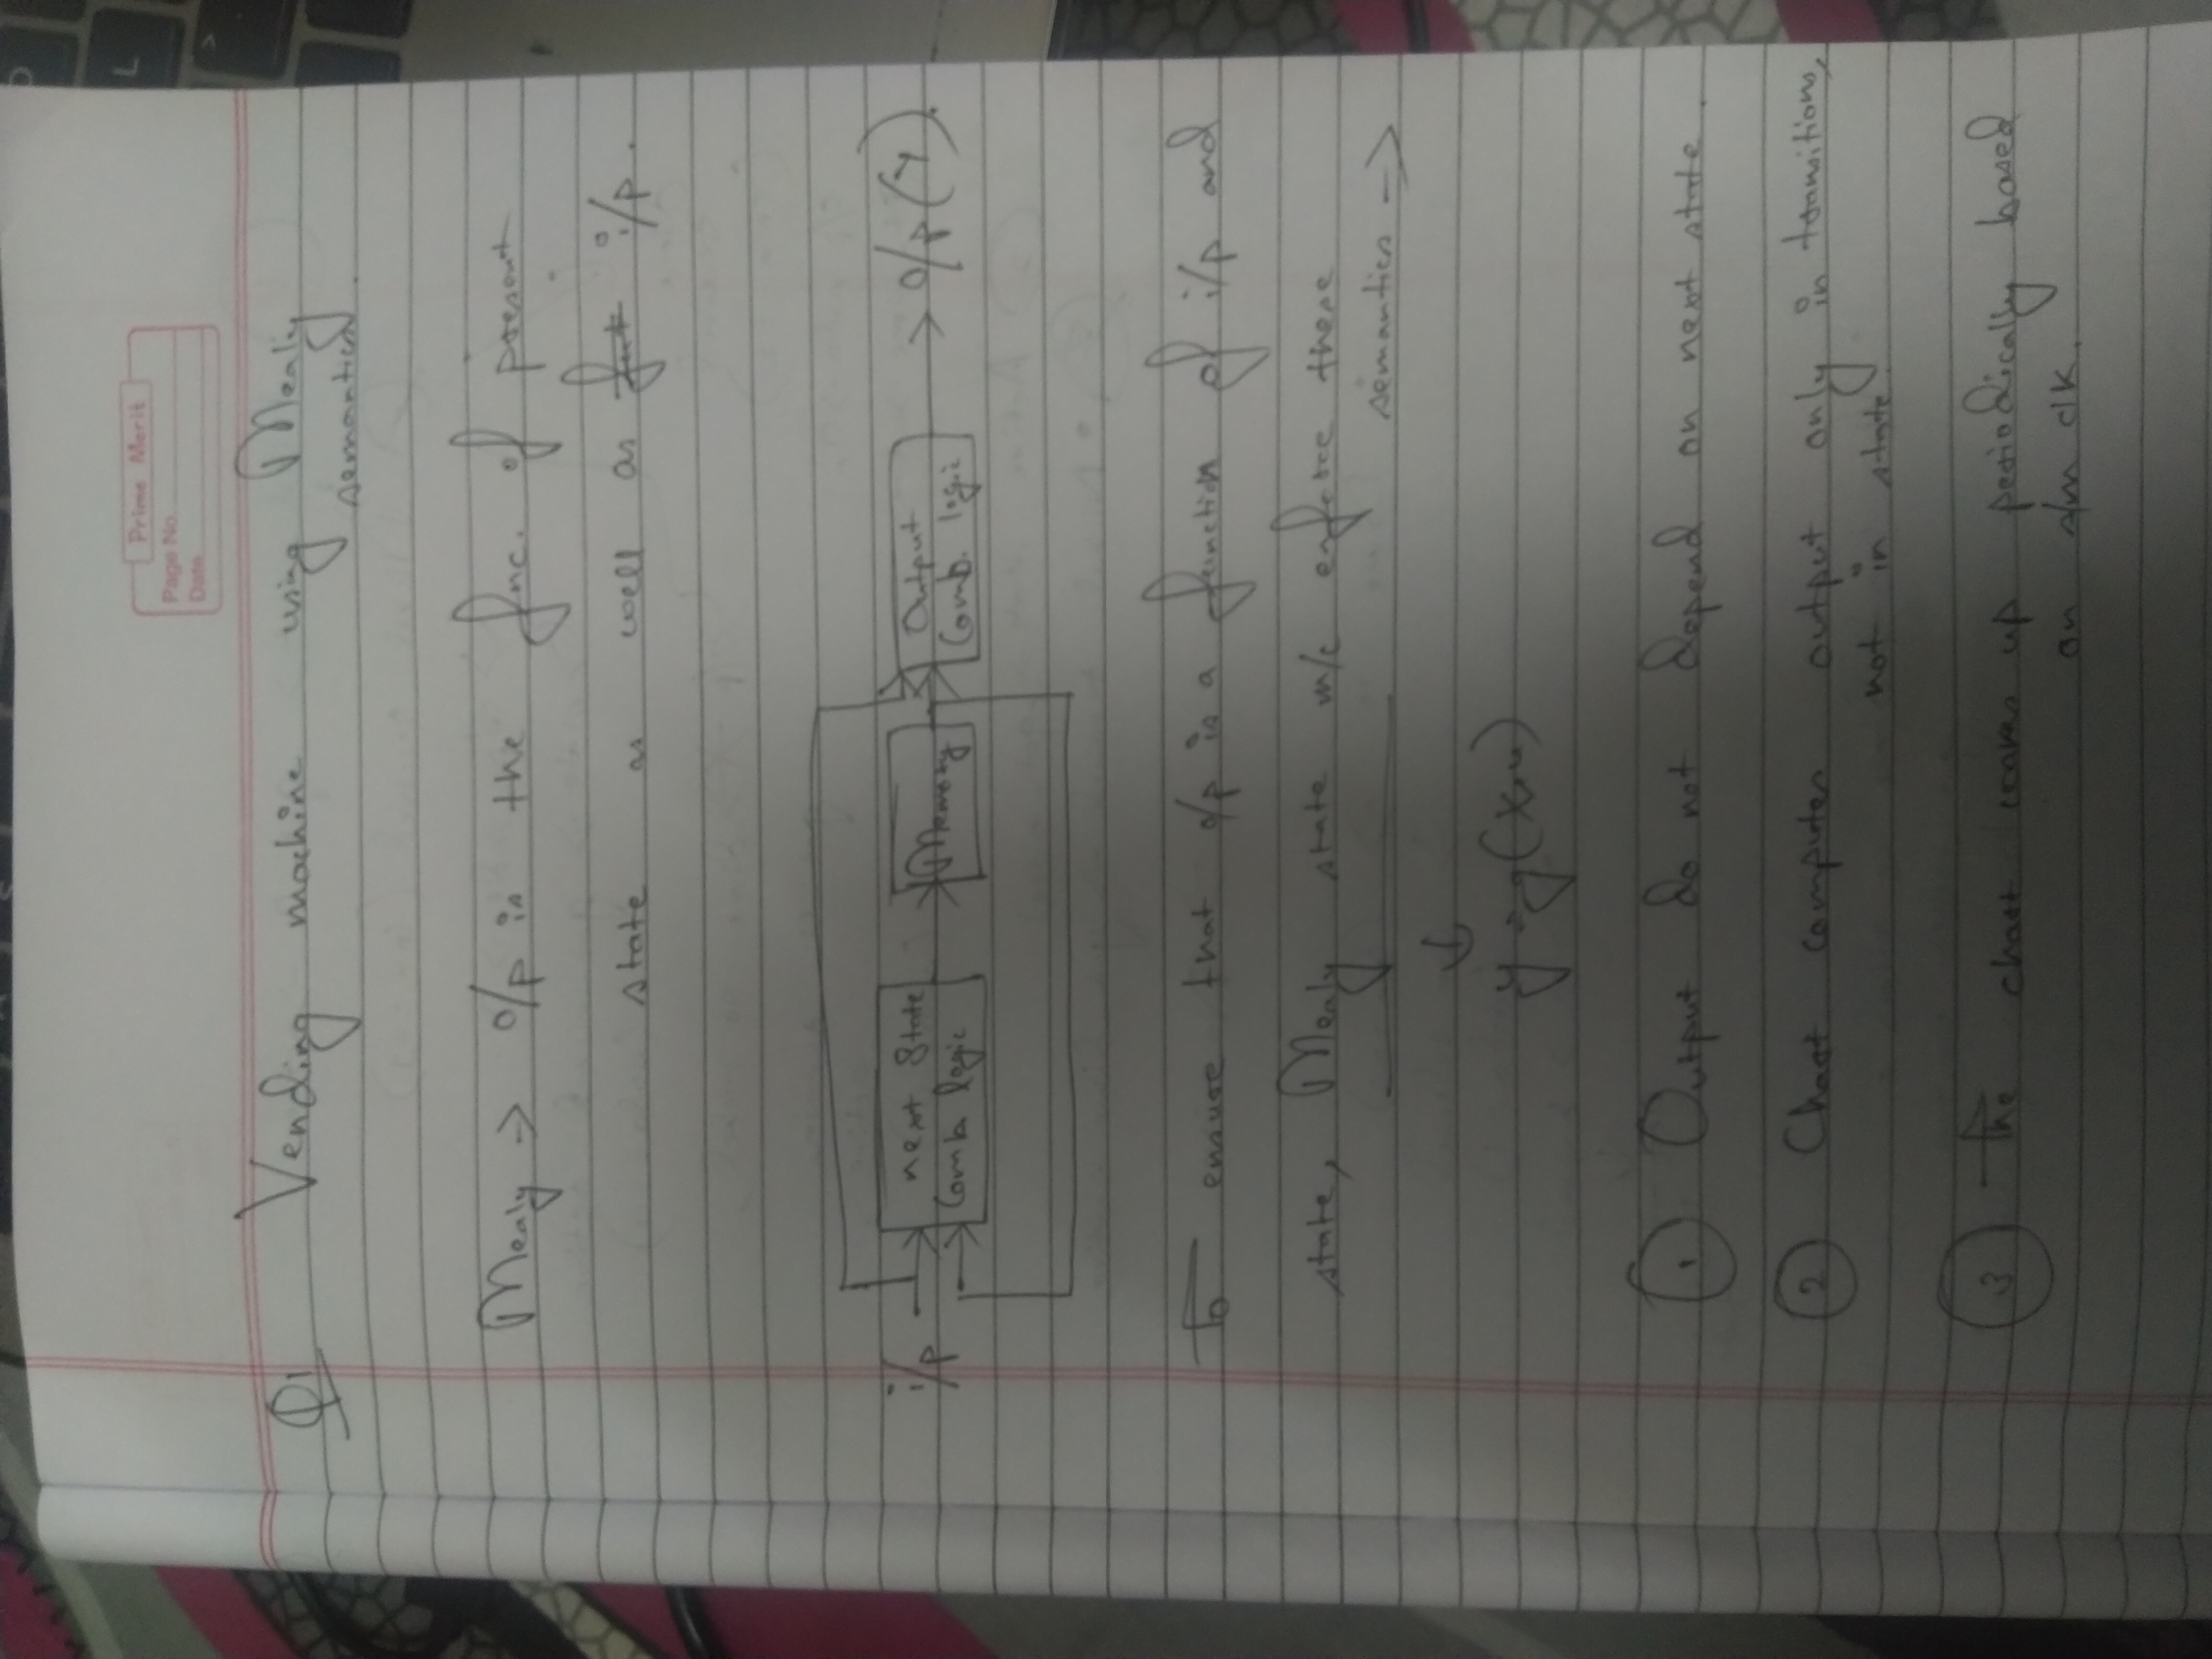 Prime Merit
Page No.
Date
Q1 Vending machine using Mealy
semantics.
Mealy → o/p is the func. of present
state as well as i/p.
i/p
next State
Comb. logic
Memory
Output
Comb. logic
o/p (Y).
To ensure that o/p is a function of i/p and
state, Mealy state m/c enforce these
semantics →
↓
y = g(x,u)
1 Output do not depend on next state.
2 Chart computes output only in transitions,
not in state.
3 The chart wakes up periodically based
on s/m clk.